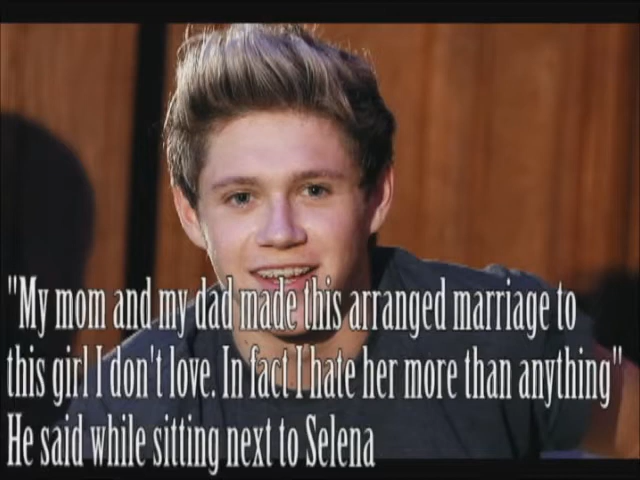 "My mom and my dad made this arranged marriage to
this girl I don't love. In fact I hate her more than anything"
He said while sitting next to Selena